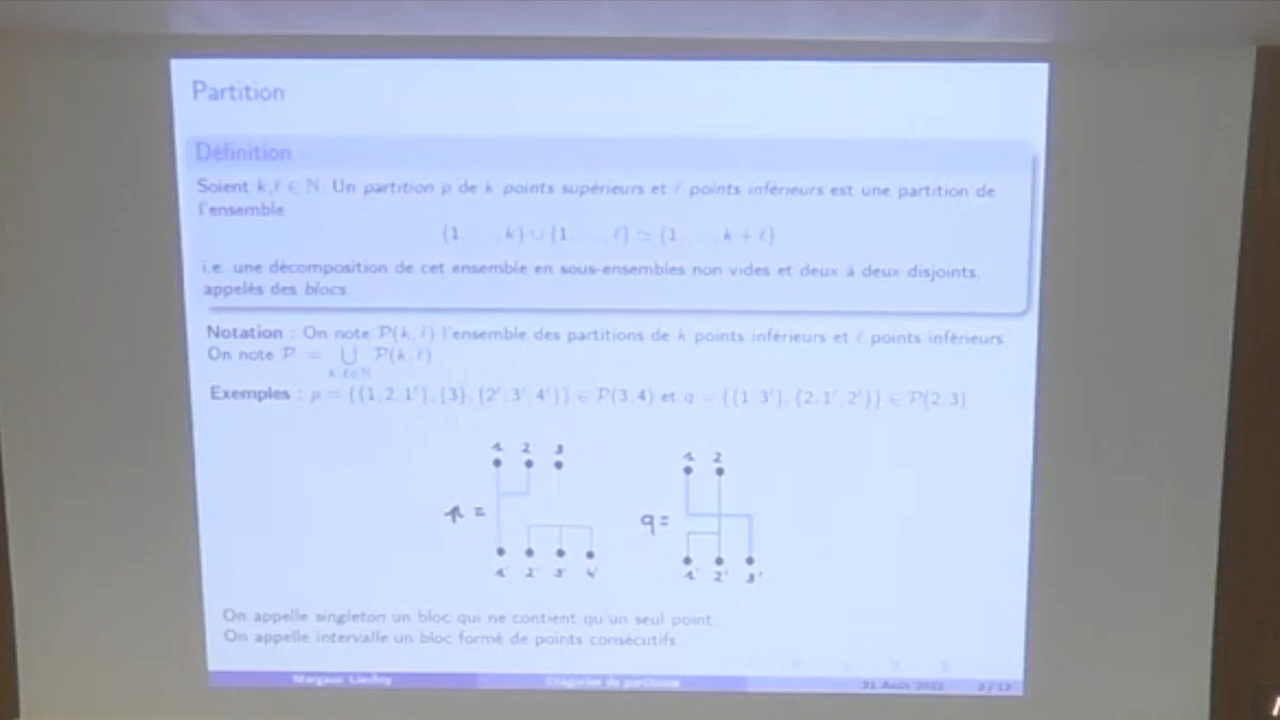 Partition
Définition
Soient k, ℓ ∈ ℕ. Un partition p de k points supérieurs et ℓ points inférieurs est une partition de
l'ensemble
{1, . . . , k} ∪ {1, . . . , ℓ} ≃ {1, . . . , k + ℓ}
i.e. une décomposition de cet ensemble en sous-ensembles non vides et deux à deux disjoints,
appelés des blocs.
Notation : On note P(k, ℓ) l'ensemble des partitions de k points inférieurs et ℓ points inférieurs.
On note P = ⋃ P(k, ℓ)
k,ℓ∈ℕ
Exemples : p = {{1, 2, 1'}, {3}, {2', 3', 4'}} ∈ P(3, 4) et q = {{1, 3'}, {2, 1', 2'}} ∈ P(2, 3)
1 2 3
1 2
p =
q =
1' 2' 3' 4'
1' 2' 3'
On appelle singleton un bloc qui ne contient qu'un seul point.
On appelle intervalle un bloc formé de points consécutifs.
Margaux 
de partitions
31 Août 2022
3 / 13